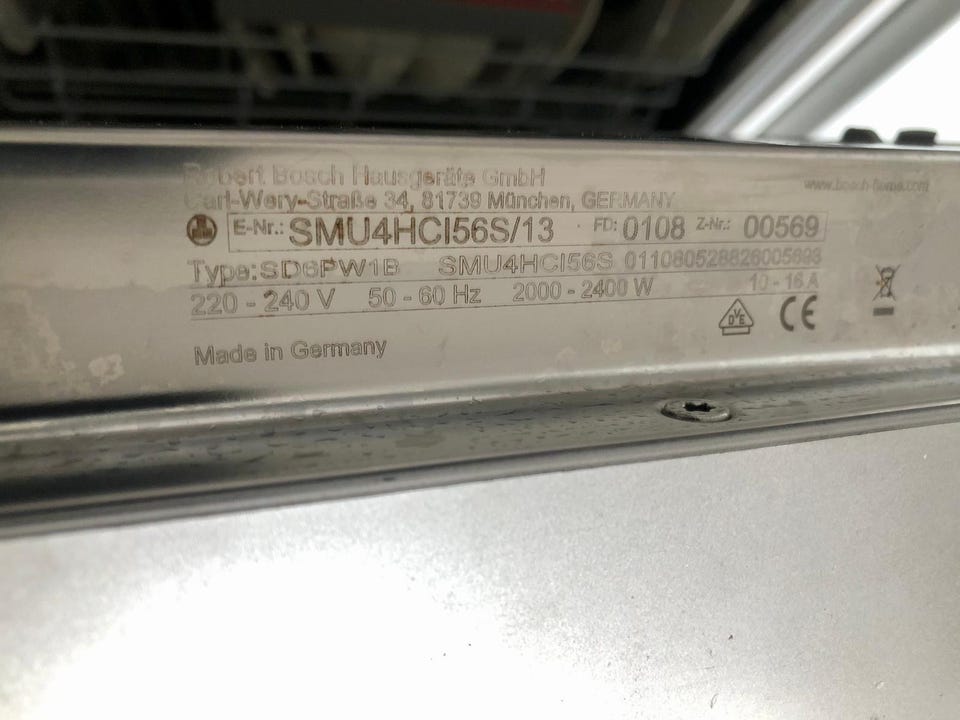 Robert Bosch Hausgeräte GmbH
www.bosch-home.com
Carl-Wery-Straße 34, 81739 München, GERMANY
E-Nr.: SMU4HCI56S/13 FD: 0108 Z-Nr.: 00569
Type: SD6PW1B SMU4HCI56S
220 - 240 V 50 - 60 Hz 2000 - 2400 W 10 - 16 A
DVE
CE
Made in Germany